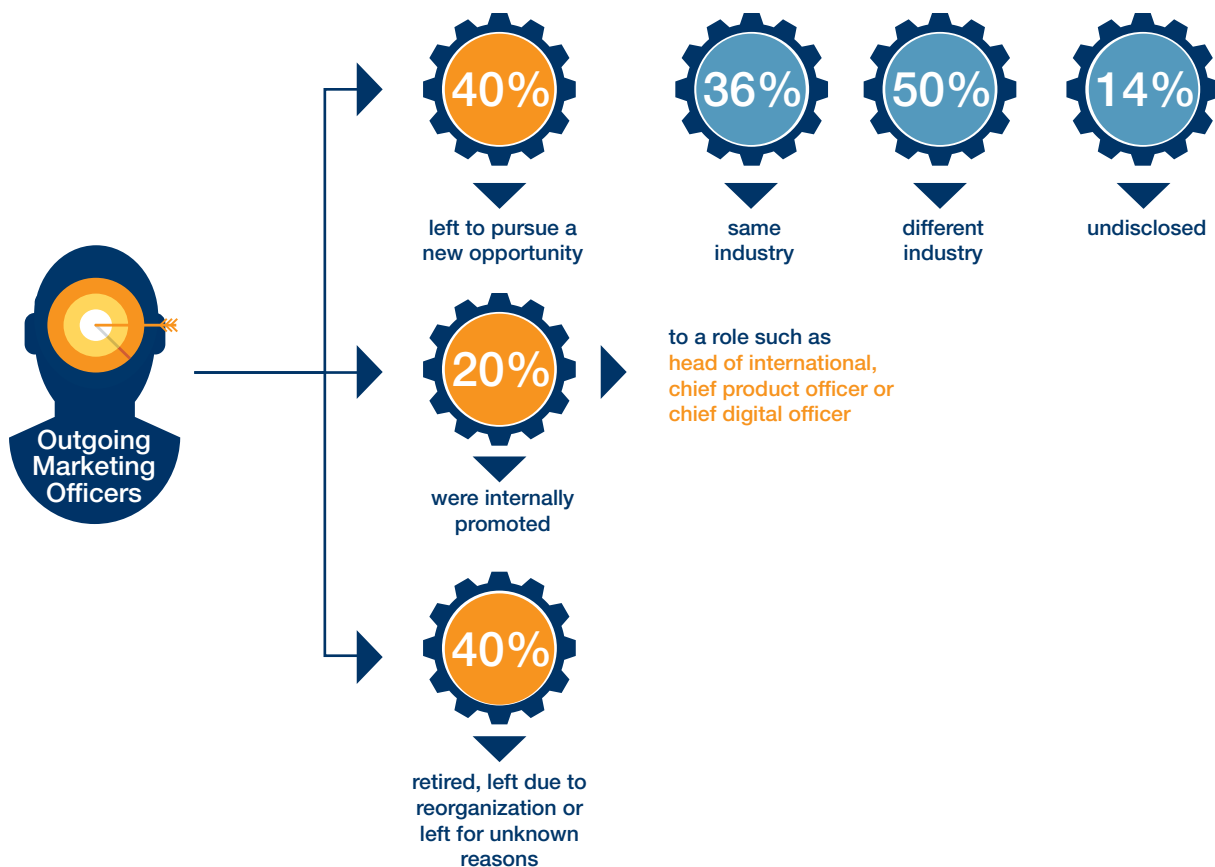 40%
36%
50%
14%
left to pursue a
new opportunity
same
industry
different
industry
undisclosed
Outgoing
Marketing
Officers
20%
to a role such as
head of international,
chief product officer or
chief digital officer
were internally
promoted
40%
retired, left due to
reorganization or
left for unknown
reasons